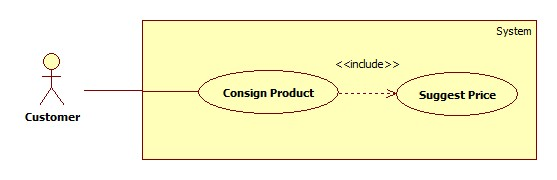 System
<<include>>
Consign Product
Suggest Price
Customer